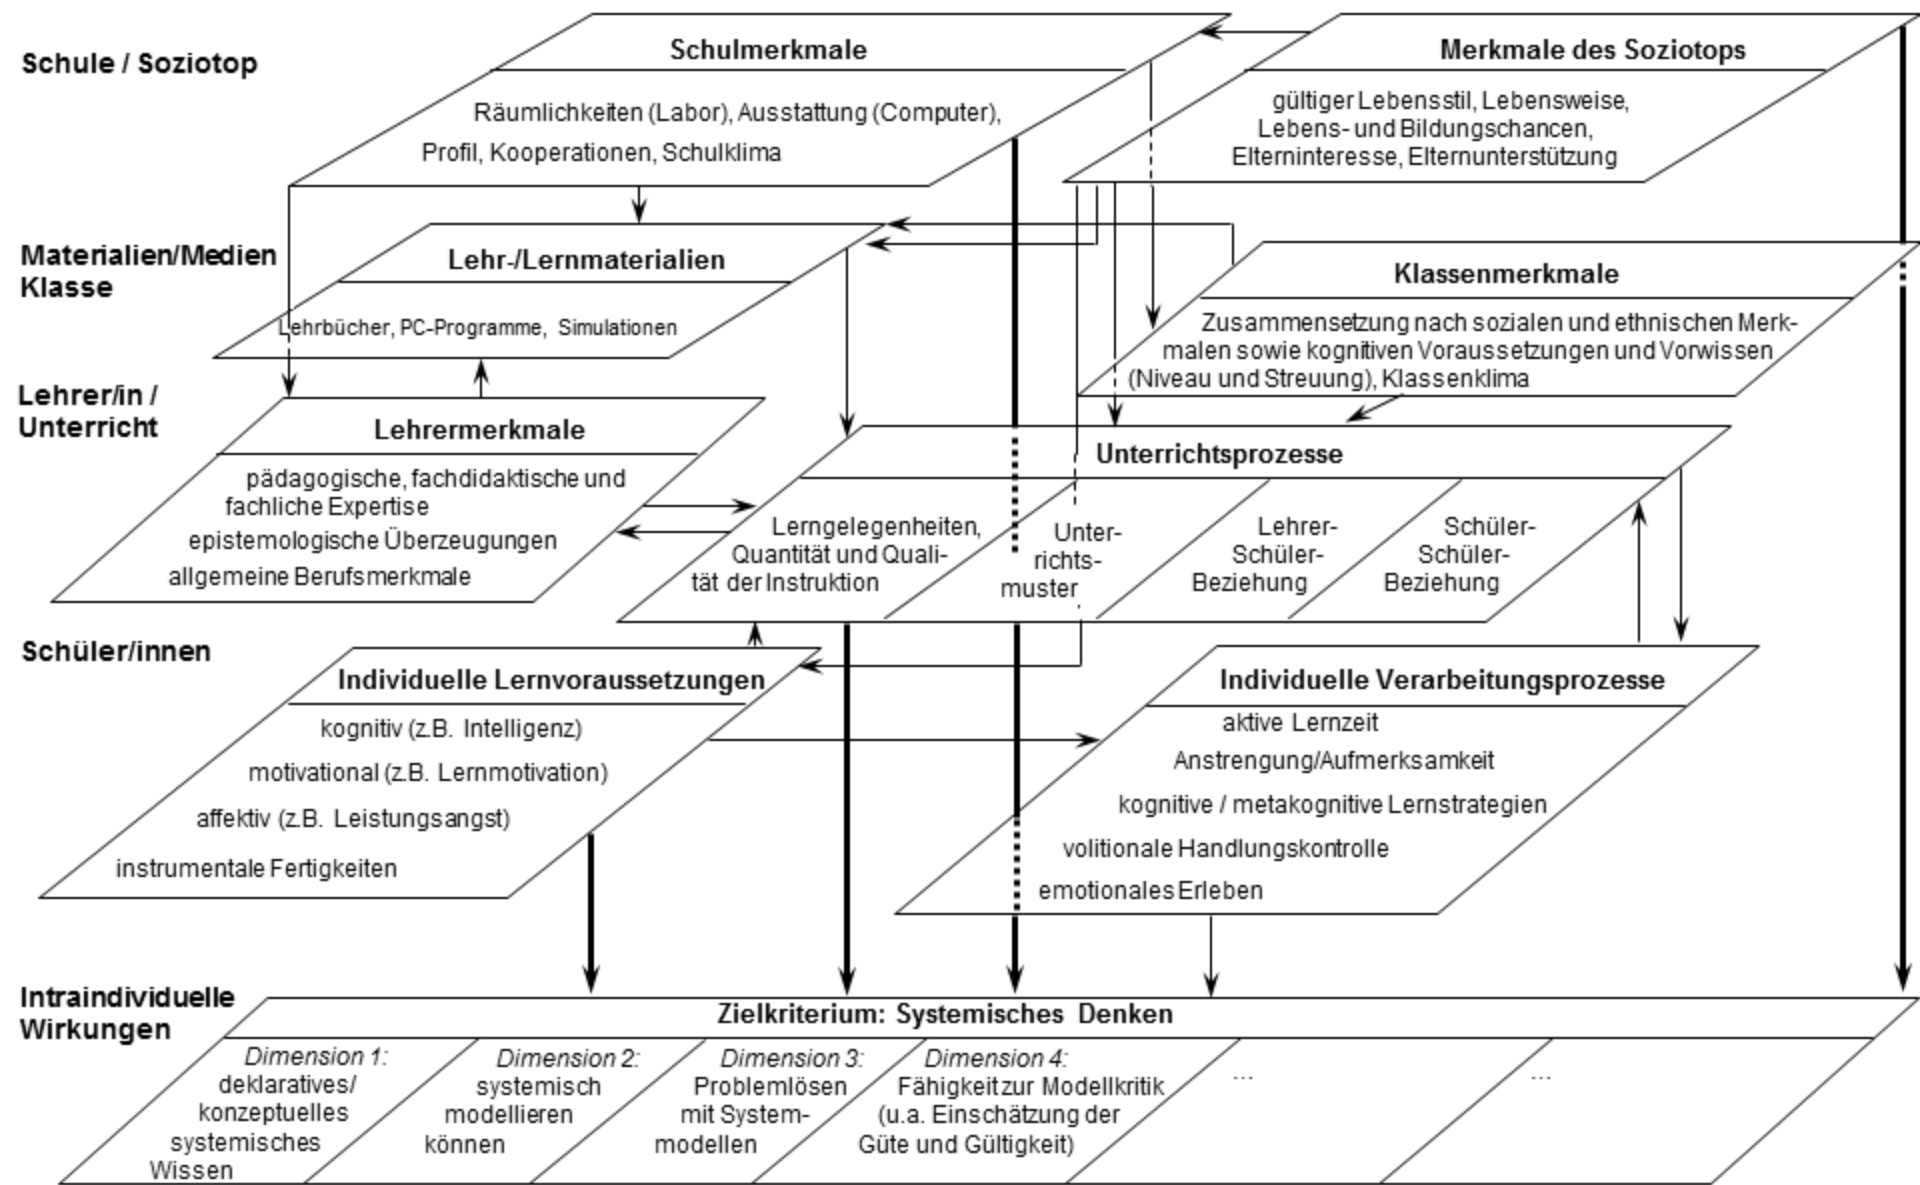 Schule / Soziotop
Schulmerkmale
Räumlichkeiten (Labor), Ausstattung (Computer),
Profil, Kooperationen, Schulklima
Merkmale des Soziotops
gültiger Lebensstil, Lebensweise,
Lebens- und Bildungschancen,
Elterninteresse, Elternunterstützung
Materialien/Medien
Klasse
Lehr-/Lernmaterialien
Lehrbücher, PC-Programme, Simulationen
Klassenmerkmale
Zusammensetzung nach sozialen und ethnischen Merk-
malen sowie kognitiven Voraussetzungen und Vorwissen
(Niveau und Streuung), Klassenklima
Lehrer/in /
Unterricht
Lehrermerkmale
pädagogische, fachdidaktische und
fachliche Expertise
epistemologische Überzeugungen
allgemeine Berufsmerkmale
Unterrichtsprozesse
Lerngelegenheiten,
Quantität und Quali-
tät der Instruktion
Unter-
richts-
muster
Lehrer-
Schüler-
Beziehung
Schüler-
Schüler-
Beziehung
Schüler/innen
Individuelle Lernvoraussetzungen
kognitiv (z.B. Intelligenz)
motivational (z.B. Lernmotivation)
affektiv (z.B. Leistungsangst)
instrumentale Fertigkeiten
Individuelle Verarbeitungsprozesse
aktive Lernzeit
Anstrengung/Aufmerksamkeit
kognitive / metakognitive Lernstrategien
volitionale Handlungskontrolle
emotionales Erleben
Intraindividuelle
Wirkungen
Zielkriterium: Systemisches Denken
Dimension 1:
deklaratives/
konzeptuelles
systemisches
Wissen
Dimension 2:
systemisch
modellieren
können
Dimension 3:
Problemlösen
mit System-
modellen
Dimension 4:
Fähigkeit zur Modellkritik
(u.a. Einschätzung der
Güte und Gültigkeit)
...
...